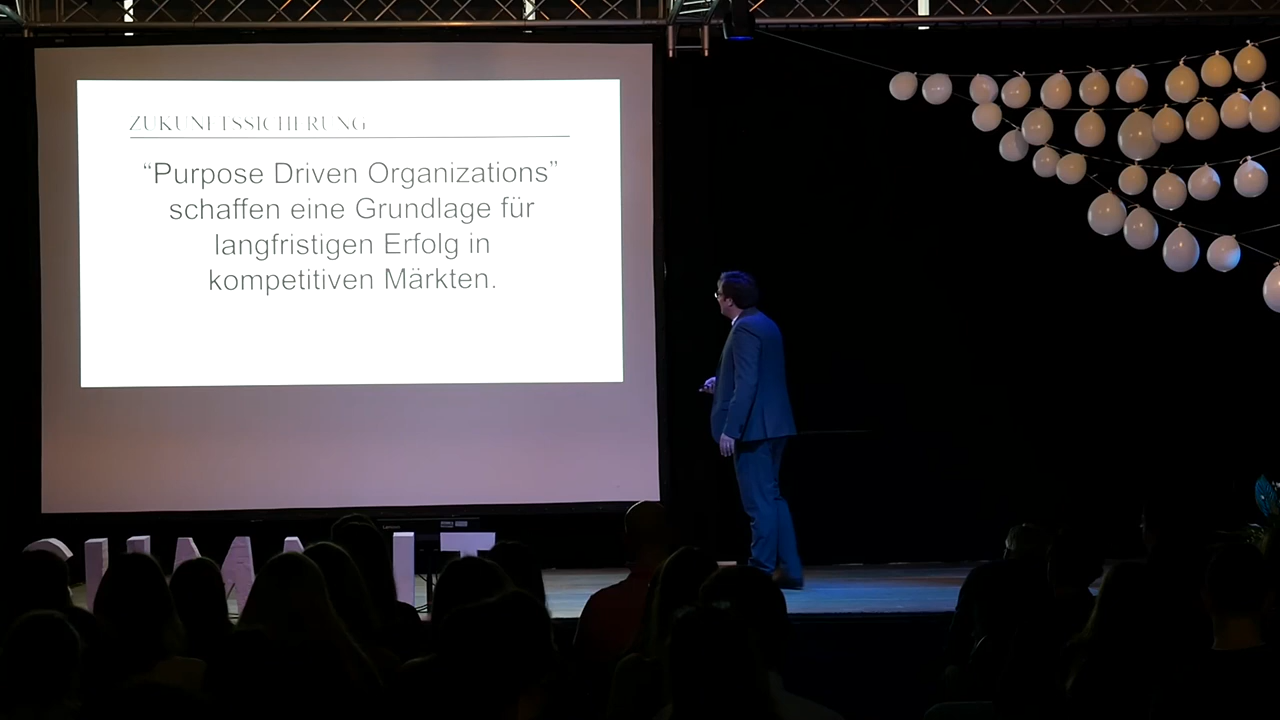 ZUKUNFTSSICHERUNG
“Purpose Driven Organizations”
schaffen eine Grundlage für
langfristigen Erfolg in
kompetitiven Märkten.